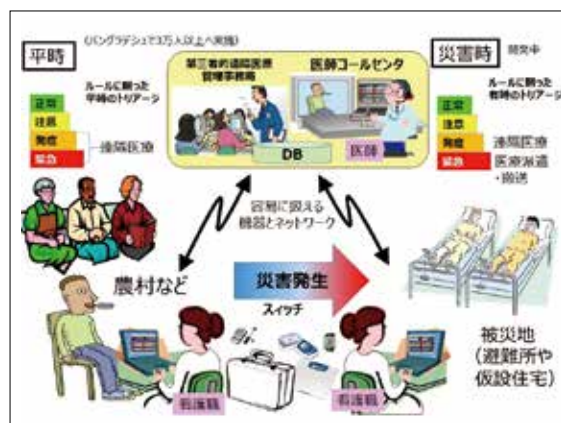 平時
(バングラデシュで3万人以上へ実施)
ルールに則った
平時のトリアージ
正常
注意
発症
緊急
遠隔医療
第三者的遠隔医療
管理事務局
医師コールセンタ
DB
医師
災害時
開発中
ルールに則った
有時のトリアージ
正常
注意
発症
緊急
遠隔医療
医療派遣
・搬送
容易に扱える
機器とネットワーク
農村など
災害発生
スイッチ
看護職
看護職
被災地
(避難所や
仮設住宅)